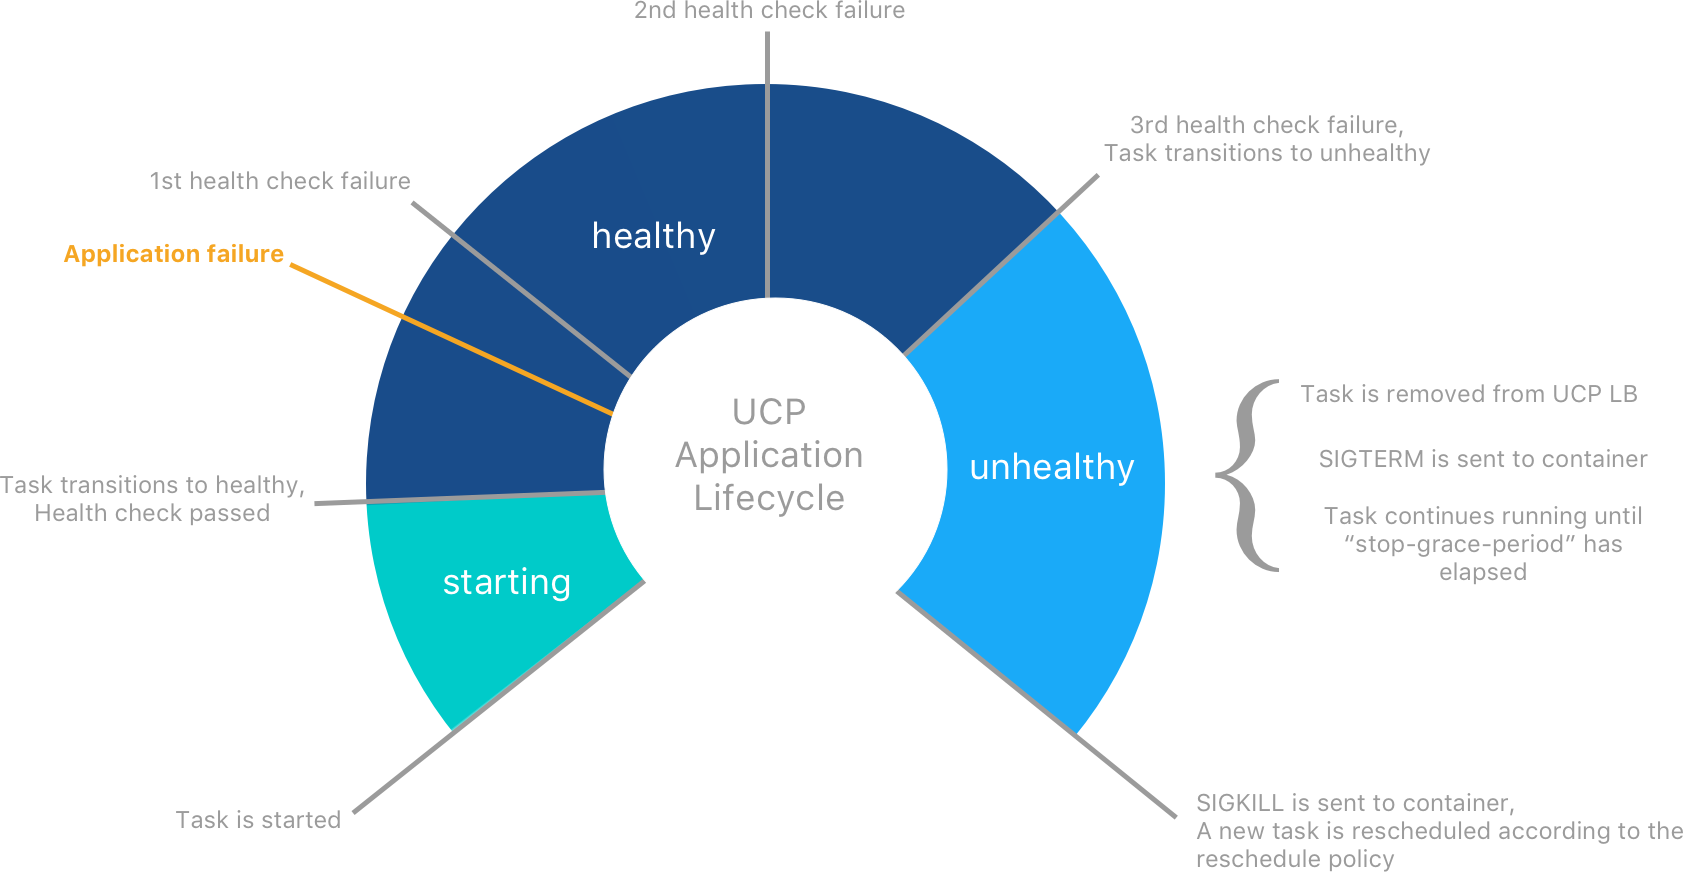 2nd health check failure
3rd health check failure,
Task transitions to unhealthy
1st health check failure
healthy
Application failure
UCP
Application
Lifecycle
Task is removed from UCP LB
unhealthy
SIGTERM is sent to container
Task transitions to healthy,
Health check passed
Task continues running until
“stop-grace-period” has
elapsed
starting
Task is started
SIGKILL is sent to container,
A new task is rescheduled according to the
reschedule policy